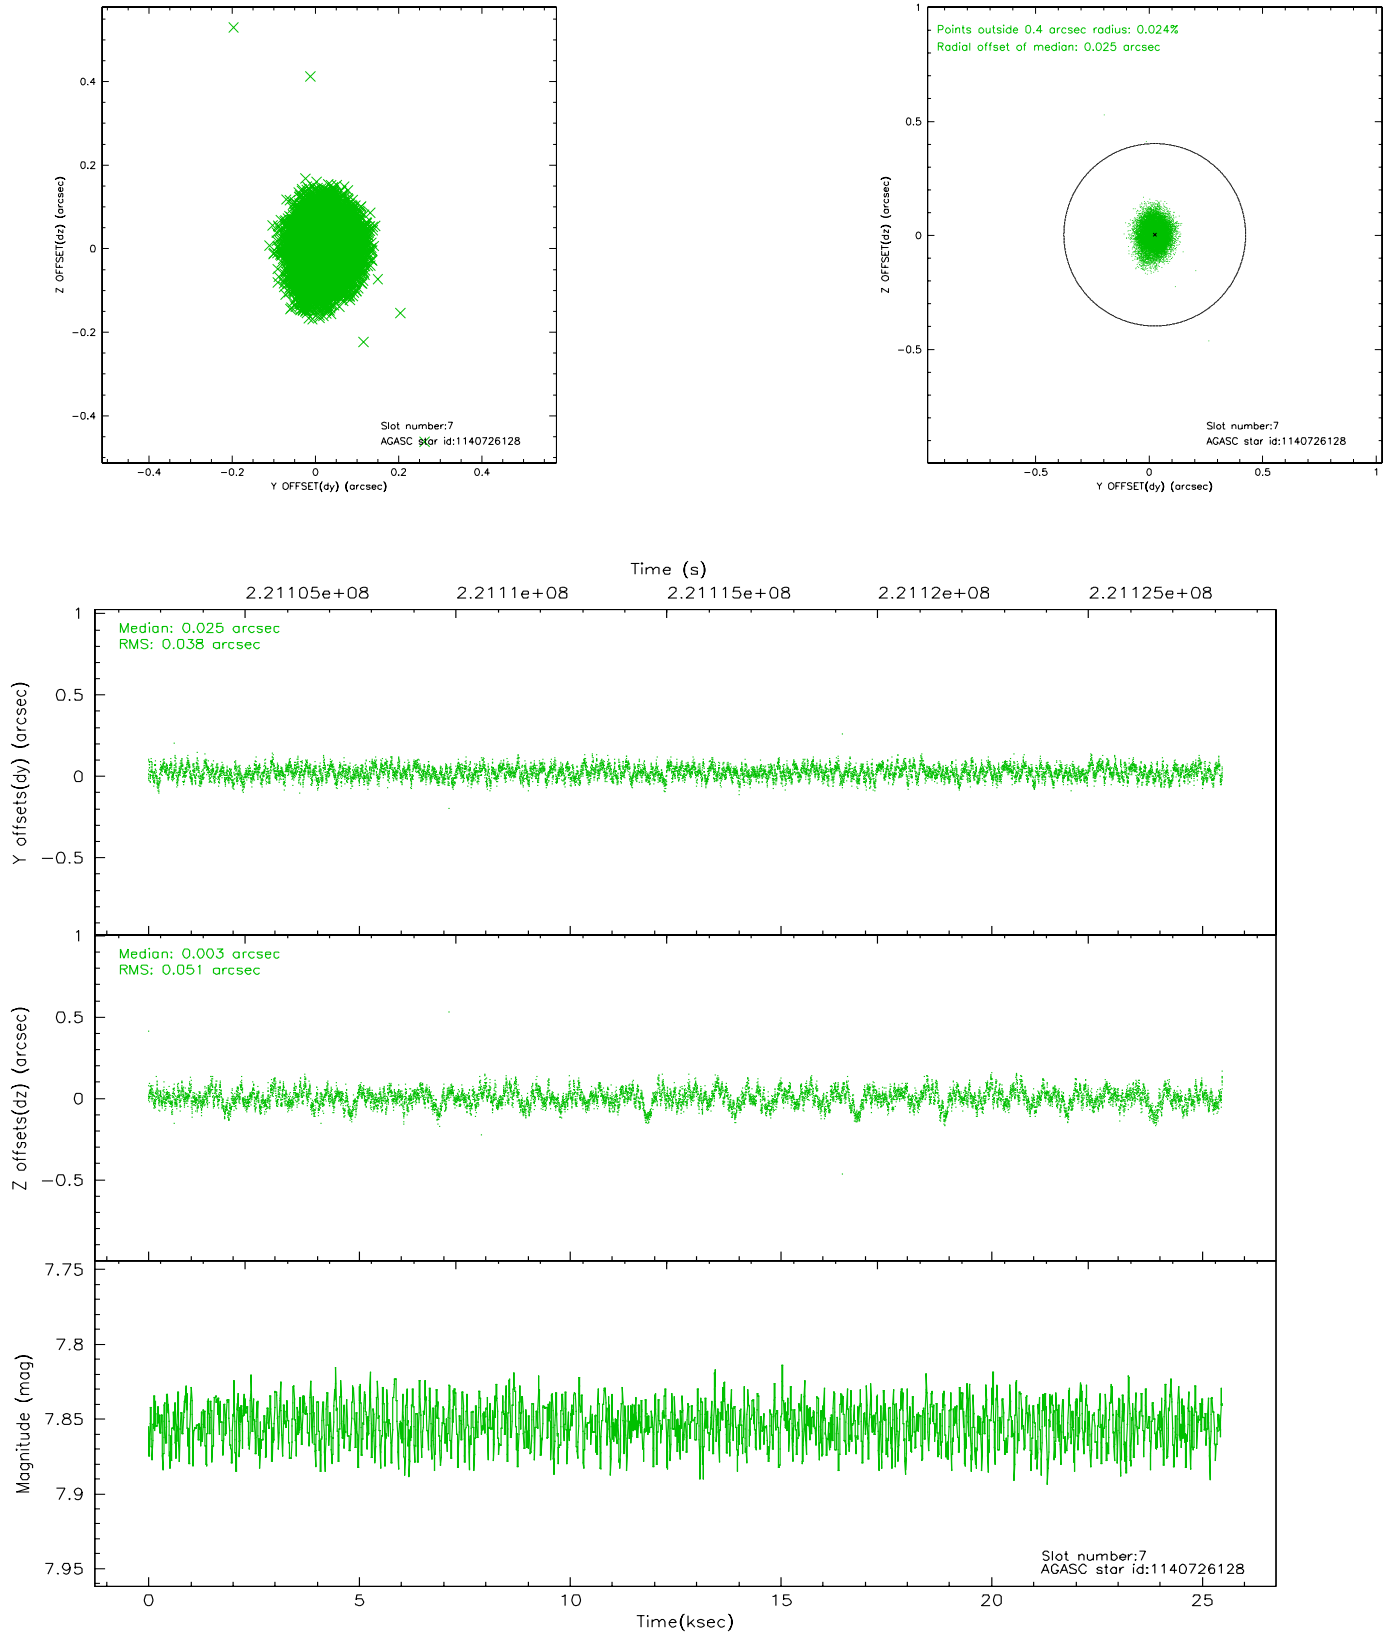 0.4
0.2
0
−0.2
−0.4
Z OFFSET(dz) (arcsec)
Slot number:7
AGASC star id:1140726128
−0.4
−0.2
0
0.2
0.4
Y OFFSET(dy) (arcsec)
1
0.5
0
−0.5
Z OFFSET(dz) (arcsec)
Points outside 0.4 arcsec radius: 0.024%
Radial offset of median: 0.025 arcsec
Slot number:7
AGASC star id:1140726128
−0.5
0
0.5
1
Y OFFSET(dy) (arcsec)
Time (s)
2.21105e+08
2.2111e+08
2.21115e+08
2.2112e+08
2.21125e+08
1
0.5
0
−0.5
−1
Y offsets(dy) (arcsec)
Median: 0.025 arcsec
RMS: 0.038 arcsec
1
0.5
0
−0.5
Z offsets(dz) (arcsec)
Median: 0.003 arcsec
RMS: 0.051 arcsec
7.75
7.8
7.85
7.9
7.95
Magnitude (mag)
Slot number:7
AGASC star id:1140726128
0
5
10
15
20
25
Time(ksec)